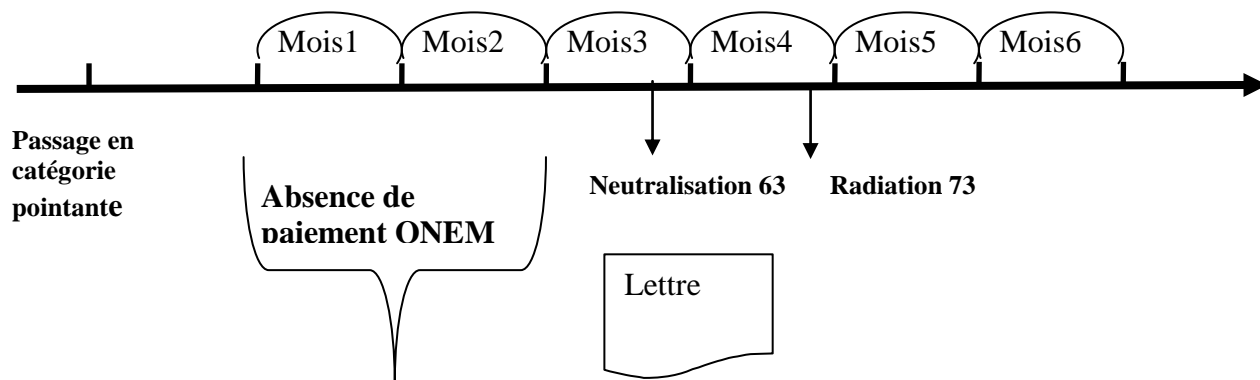 Mois1 Mois2 Mois3 Mois4 Mois5 Mois6
Passage en
catégorie
pointante
Absence de
paiement ONEM
Neutralisation 63
Radiation 73
Lettre